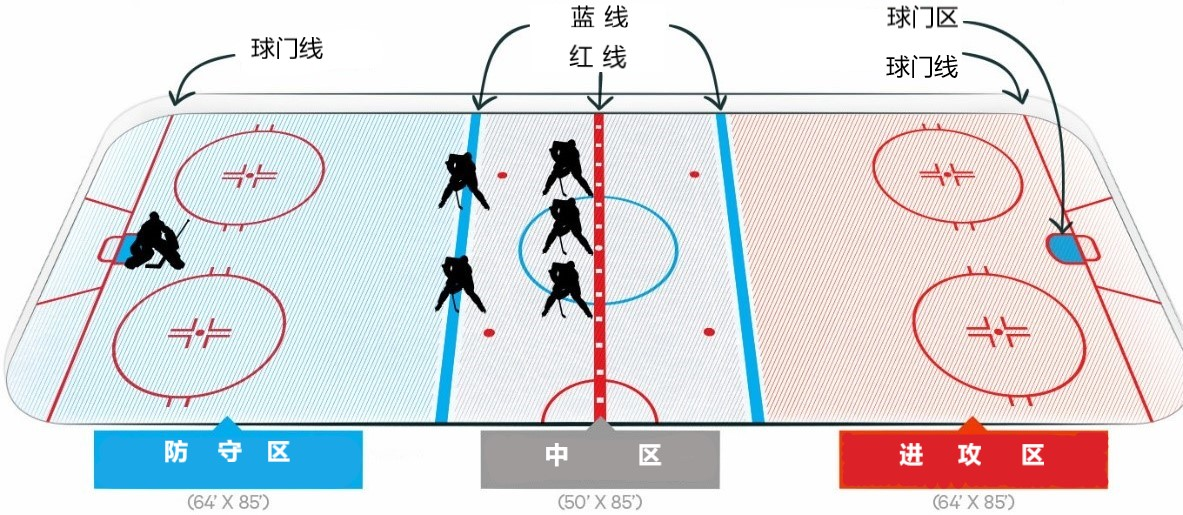 蓝 线
球门区
球门线
红 线
球门线
防 守 区
中 区
进 攻 区
(64' X 85')
(50' X 85')
(64' X 85')